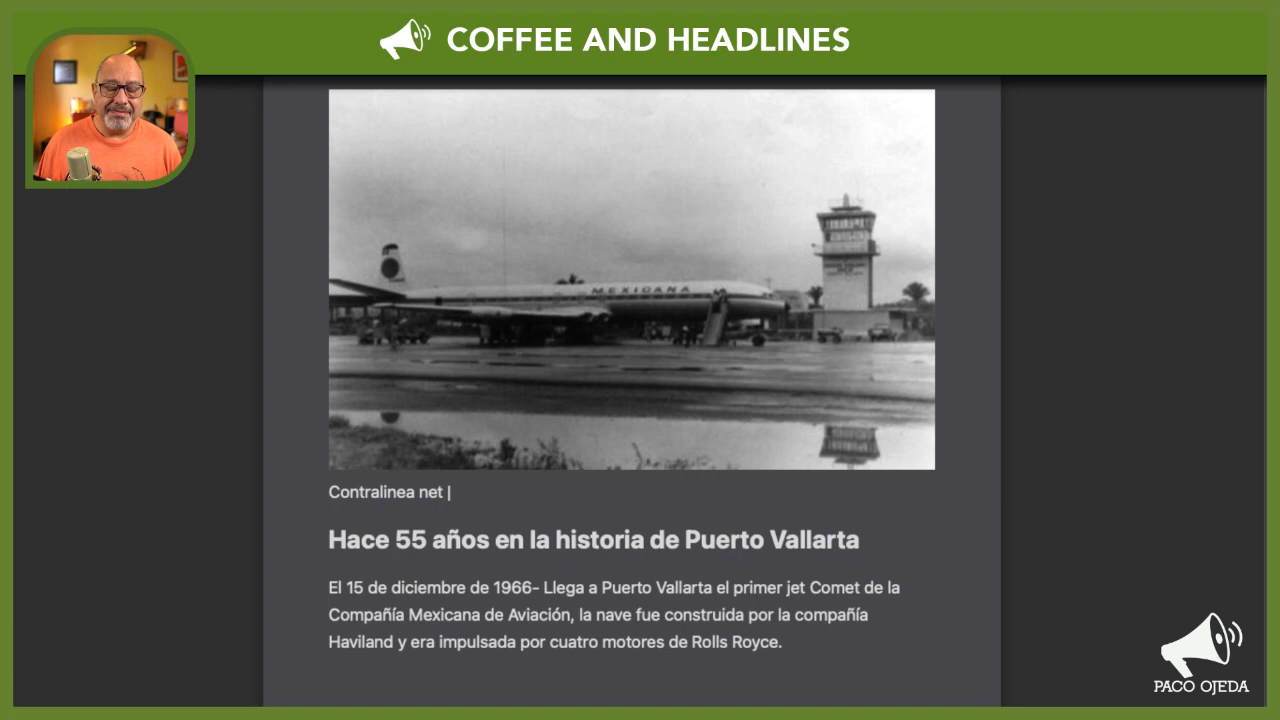 COFFEE AND HEADLINES
MEXICANA
Contralinea net |
Hace 55 años en la historia de Puerto Vallarta
El 15 de diciembre de 1966- Llega a Puerto Vallarta el primer jet Comet de la
Compañía Mexicana de Aviación, la nave fue construida por la compañía
Haviland y era impulsada por cuatro motores de Rolls Royce.
PACO OJEDA